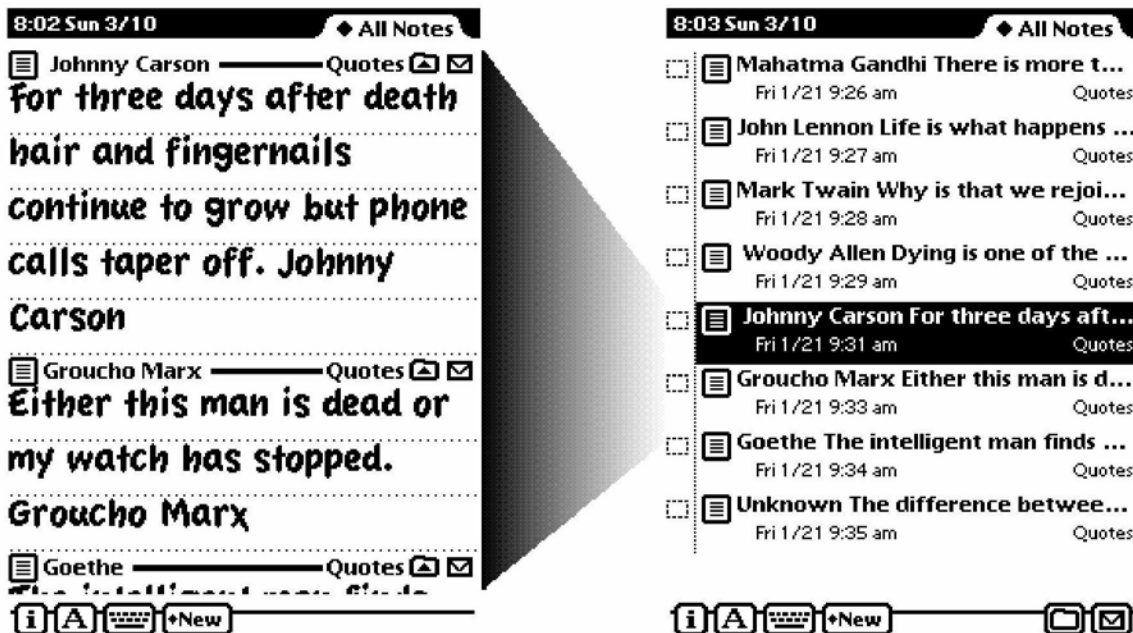 8:02 Sun 3/10
All Notes
Johnny Carson Quotes
For three days after death
hair and fingernails
continue to grow but phone
calls taper off. Johnny
Carson
Groucho Marx Quotes
Either this man is dead or
my watch has stopped.
Groucho Marx
Goethe Quotes
The intelligent man finds
i A New
8:03 Sun 3/10
All Notes
Mahatma Gandhi There is more t...
Fri 1/21 9:26 am Quotes
John Lennon Life is what happens ...
Fri 1/21 9:27 am Quotes
Mark Twain Why is that we rejoi...
Fri 1/21 9:28 am Quotes
Woody Allen Dying is one of the ...
Fri 1/21 9:29 am Quotes
Johnny Carson For three days aft...
Fri 1/21 9:31 am Quotes
Groucho Marx Either this man is d...
Fri 1/21 9:33 am Quotes
Goethe The intelligent man finds ...
Fri 1/21 9:34 am Quotes
Unknown The difference betwee...
Fri 1/21 9:35 am Quotes
i A New